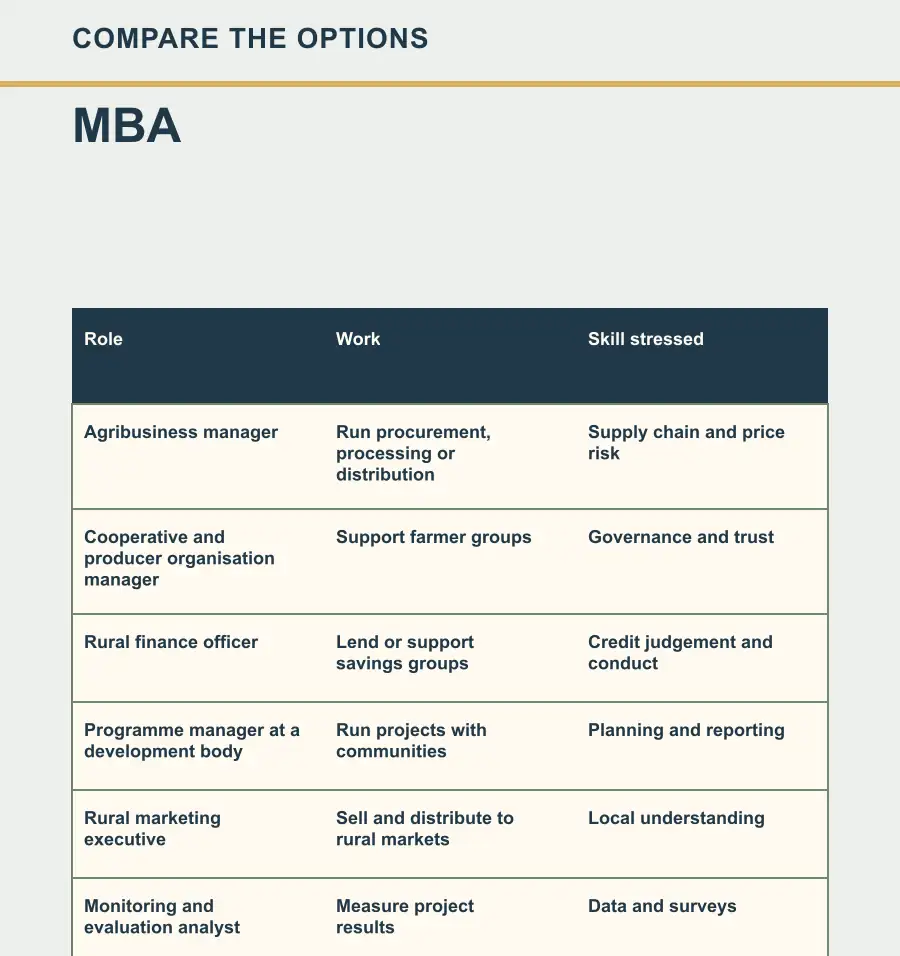 COMPARE THE OPTIONS
MBA
Role
Work
Skill stressed
Agribusiness manager
Run procurement,
processing or
distribution
Supply chain and price
risk
Cooperative and
producer organisation
manager
Support farmer groups
Governance and trust
Rural finance officer
Lend or support
savings groups
Credit judgement and
conduct
Programme manager at a
development body
Run projects with
communities
Planning and reporting
Rural marketing
executive
Sell and distribute to
rural markets
Local understanding
Monitoring and
evaluation analyst
Measure project
results
Data and surveys